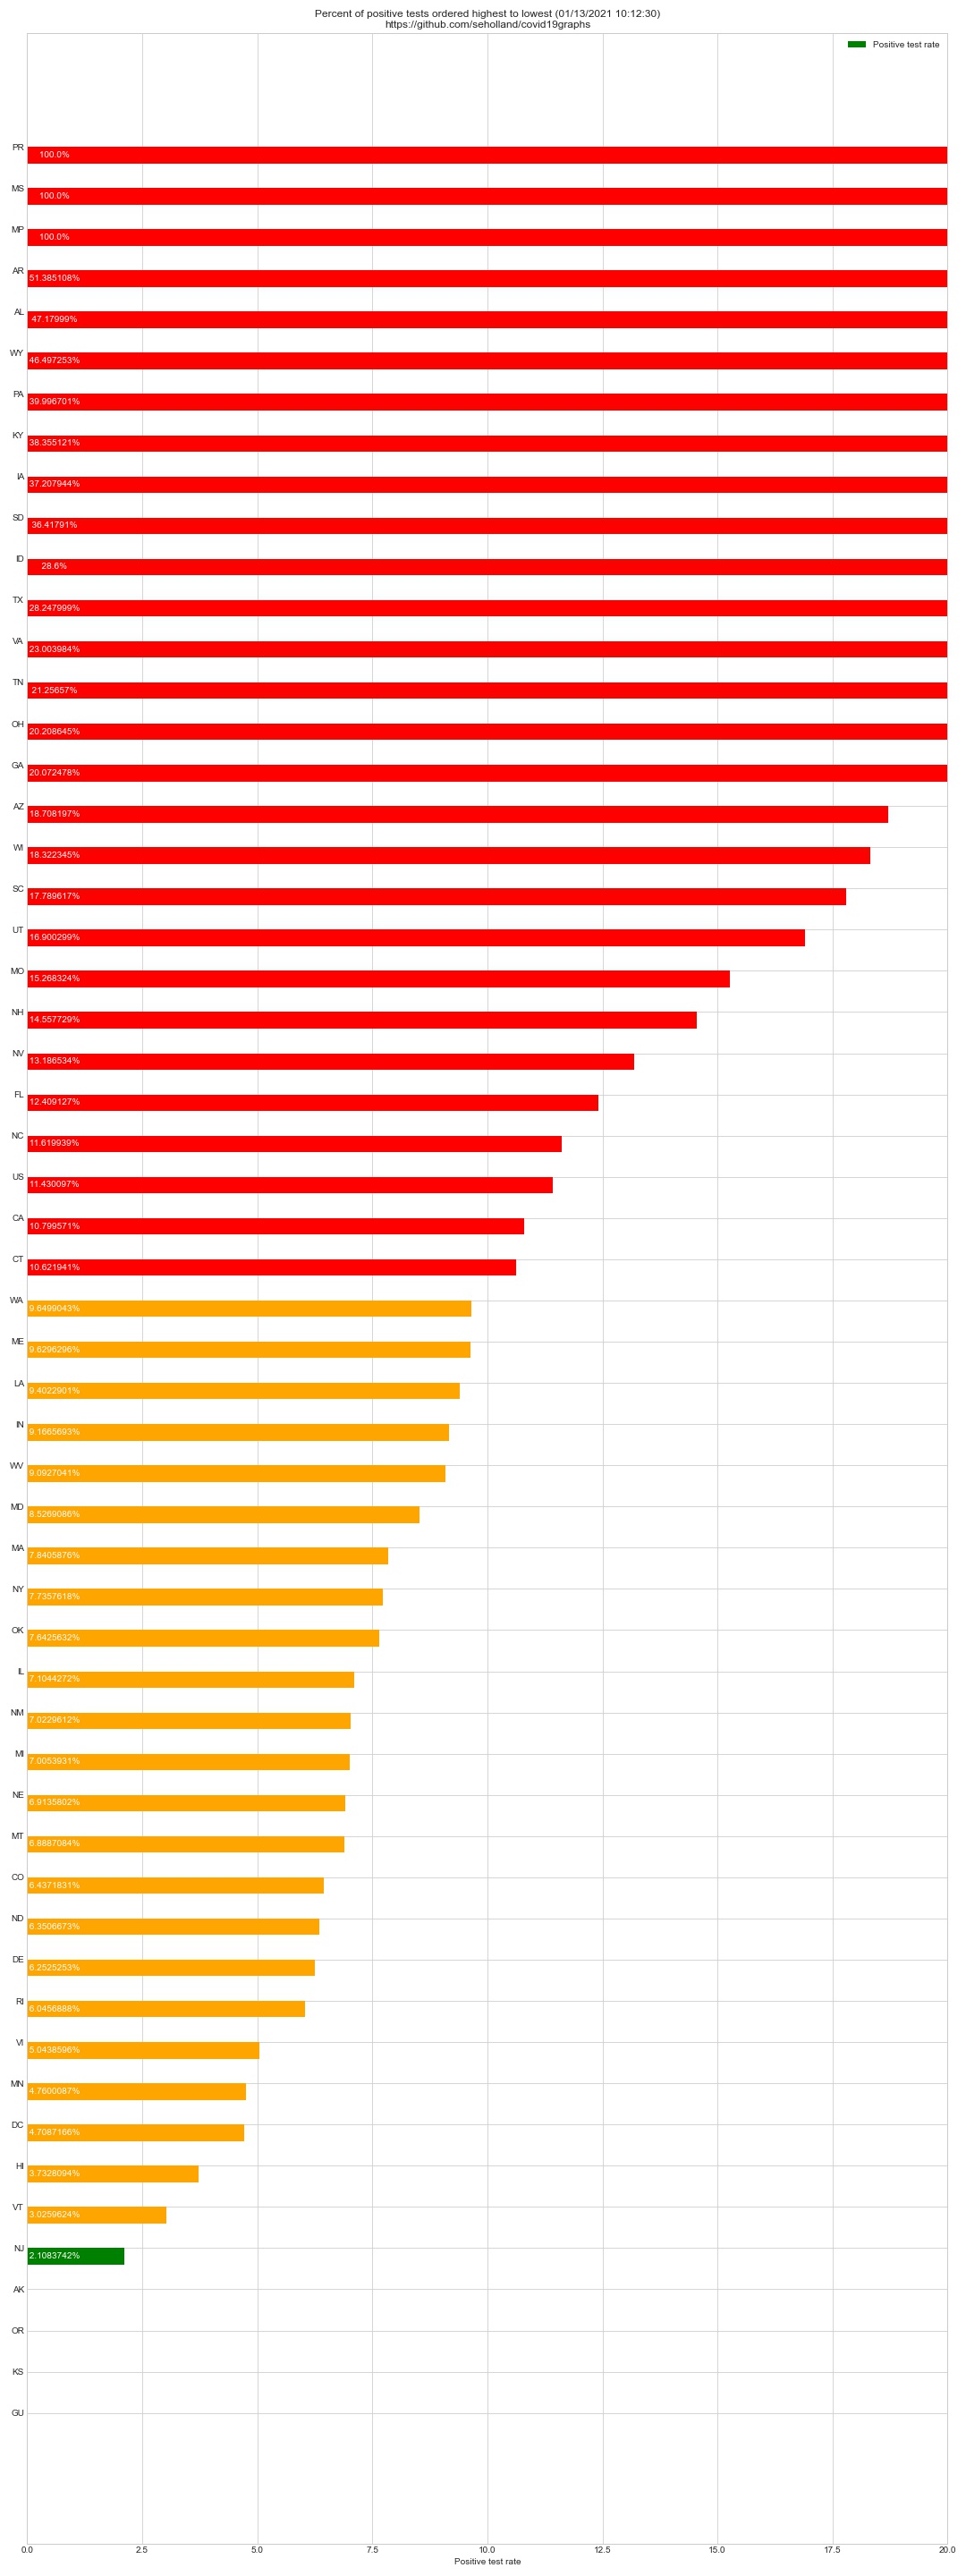 Percent of positive tests ordered highest to lowest (01/13/2021 10:12:30)
https://github.com/seholland/covid19graphs
Positive test rate
PR 100.0%
MS 100.0%
MP 100.0%
AR 51.385108%
AL 47.17999%
WY 46.497253%
PA 39.996701%
KY 38.355121%
IA 37.207944%
SD 36.41791%
ID 28.6%
TX 28.247999%
VA 23.003984%
TN 21.25657%
OH 20.208645%
GA 20.072478%
AZ 18.708197%
WI 18.322345%
SC 17.789617%
UT 16.900299%
MO 15.268324%
NH 14.557729%
NV 13.186534%
FL 12.409127%
NC 11.619939%
US 11.430097%
CA 10.799571%
CT 10.621941%
WA 9.6499043%
ME 9.6296296%
LA 9.4022901%
IN 9.1665693%
WV 9.0927041%
MD 8.5269086%
MA 7.8405876%
NY 7.7357618%
OK 7.6425632%
IL 7.1044272%
NM 7.0229612%
MI 7.0053931%
NE 6.9135802%
MT 6.8887084%
CO 6.4371831%
ND 6.3506673%
DE 6.2525253%
RI 6.0456888%
VI 5.0438596%
MN 4.7600087%
DC 4.7087166%
HI 3.7328094%
VT 3.0259624%
NJ 2.1083742%
AK
OR
KS
GU
0.0 2.5 5.0 7.5 10.0 12.5 15.0 17.5 20.0
Positive test rate